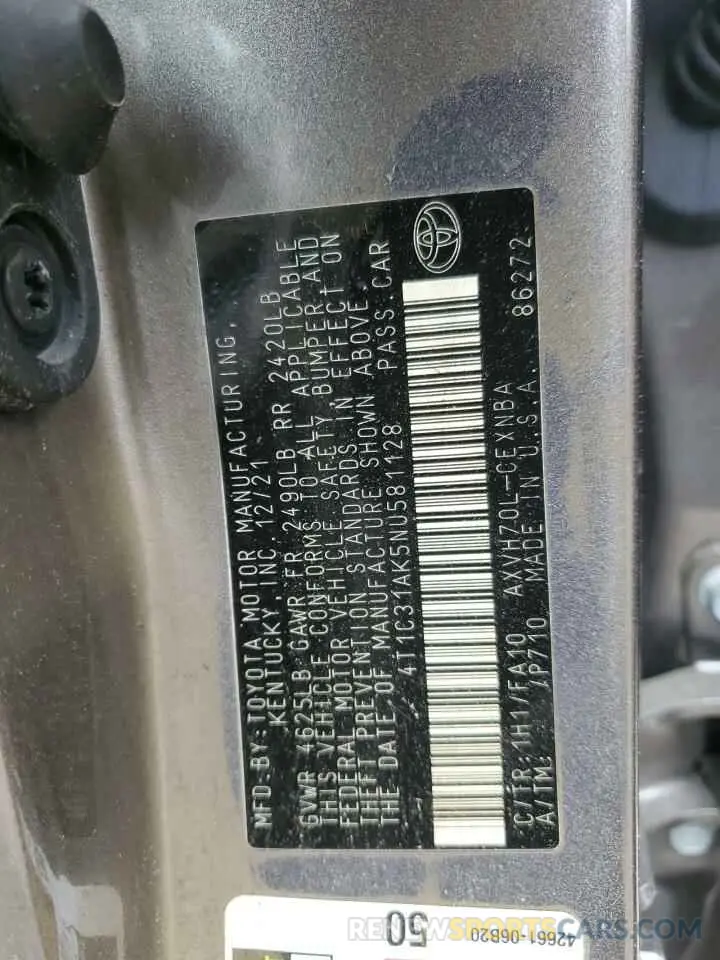 MFD.BY:TOYOTA MOTOR MANUFACTURING,
KENTUCKY,INC.12/21
GVWR 4625LB GAWR FR 2490LB RR 2420LB
THIS VEHICLE CONFORMS TO ALL APPLICABLE
FEDERAL MOTOR VEHICLE SAFETY, BUMPER AND
THEFT PREVENTION STANDARDS IN EFFECT ON
THE DATE OF MANUFACTURE SHOWN ABOVE.
4T1C31AK5NU581128 PASS.CAR
C/TR:1H1/FA10 AXVH70L-CEXNBA
A/TM: /P710 MADE IN U.S.A. 86272
50
42661-06B20
RENEWSPORTSCARS.COM